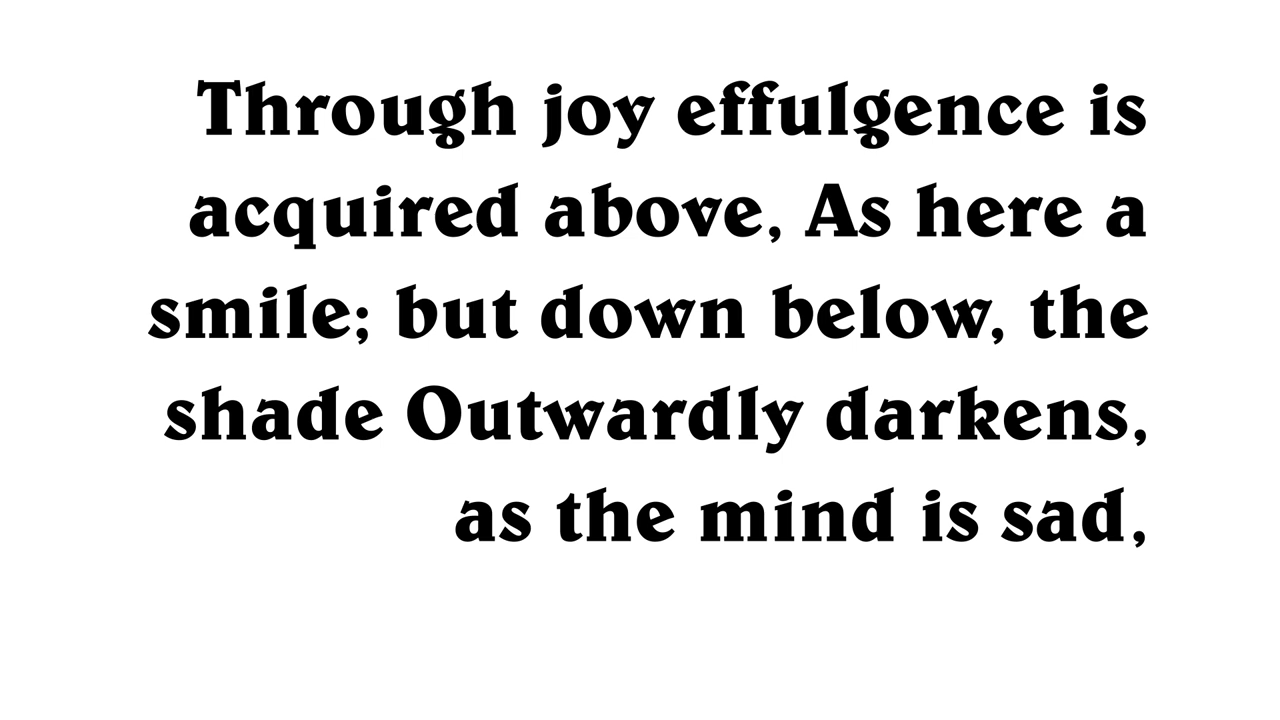 Through joy effulgence is
acquired above, As here a
smile; but down below, the
shade Outwardly darkens,
as the mind is sad,